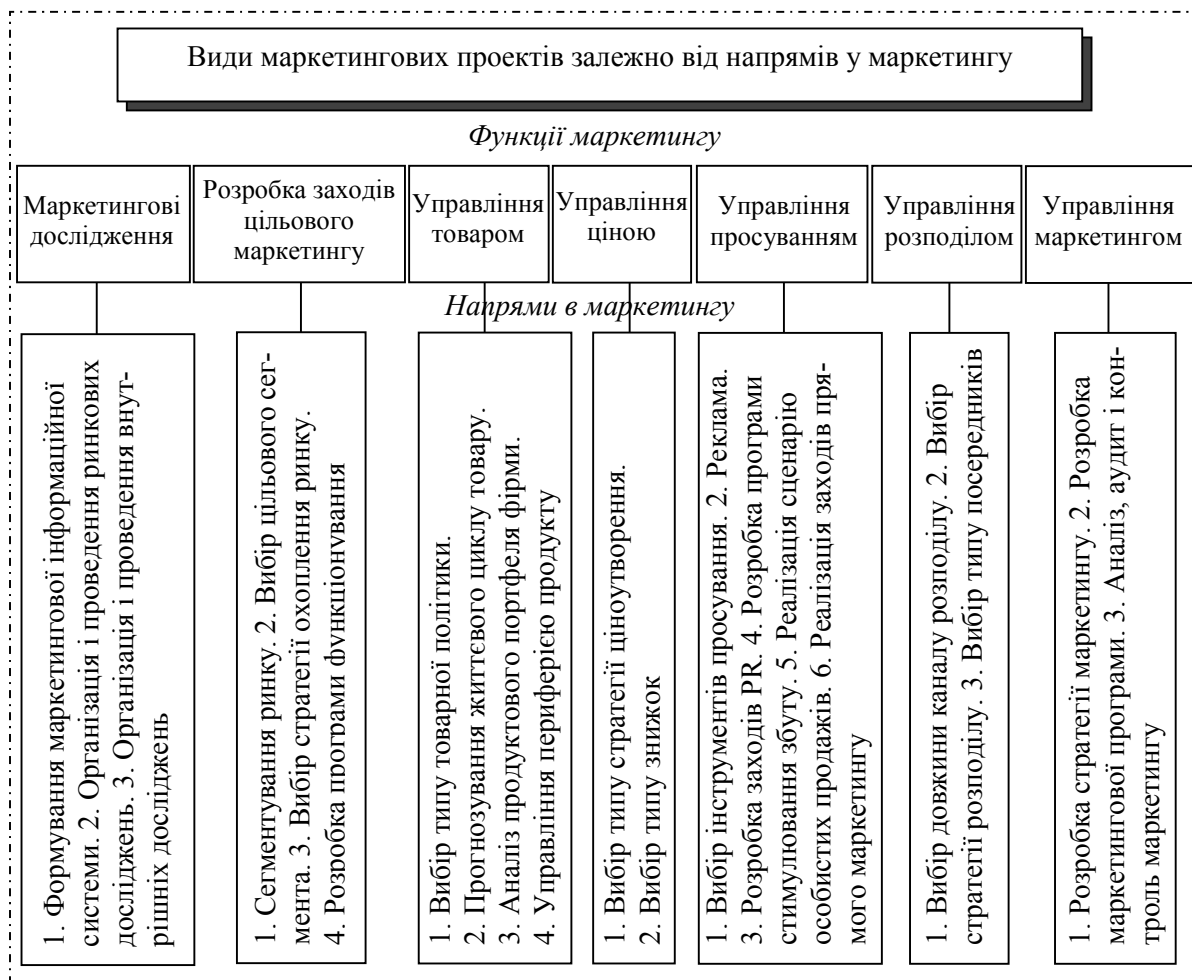 Види маркетингових проектів залежно від напрямів у маркетингу
Функції маркетингу
Маркетингові
дослідження
Розробка заходів
цільового
маркетингу
Управління
товаром
Управління
ціною
Управління
просуванням
Управління
розподілом
Управління
маркетингом
Напрями в маркетингу
1. Формування маркетингової інформаційної
системи. 2. Організація і проведення ринкових
досліджень. 3. Організація і проведення внут-
рішніх досліджень
1. Сегментування ринку. 2. Вибір цільового сег-
мента. 3. Вибір стратегії охоплення ринку.
4. Розробка програми функціонування
1. Вибір типу товарної політики.
2. Прогнозування життєвого циклу товару.
3. Аналіз продуктового портфеля фірми.
4. Управління периферією продукту
1. Вибір типу стратегії ціноутворення.
2. Вибір типу знижок
1. Вибір інструментів просування. 2. Реклама.
3. Розробка заходів PR. 4. Розробка програми
стимулювання збуту. 5. Реалізація сценарію
особистих продажів. 6. Реалізація заходів пря-
мого маркетингу
1. Вибір довжини каналу розподілу. 2. Вибір
стратегії розподілу. 3. Вибір типу посередників
1. Розробка стратегії маркетингу. 2. Розробка
маркетингової програми. 3. Аналіз, аудит і кон-
троль маркетингу